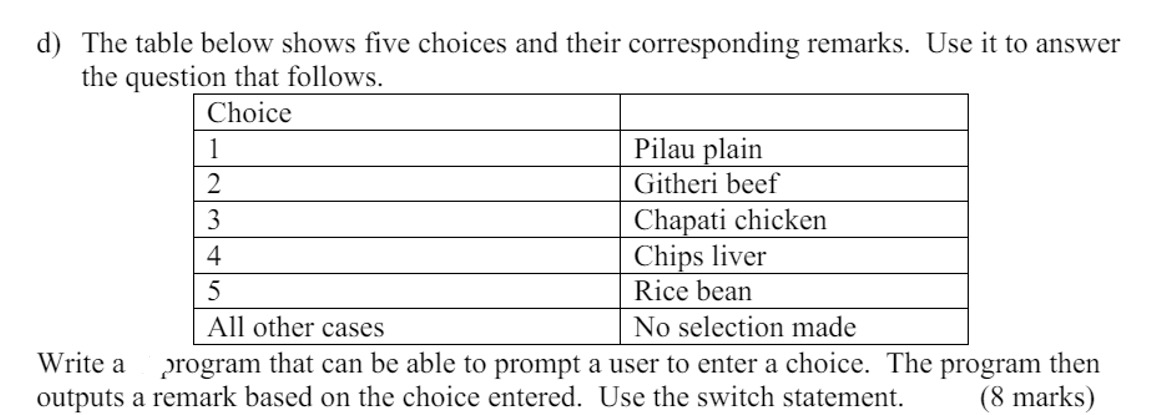 d) The table below shows five choices and their corresponding remarks. Use it to answer
the question that follows.
Choice
1 Pilau plain
2 Githeri beef
3 Chapati chicken
4 Chips liver
5 Rice bean
All other cases No selection made
Write a program that can be able to prompt a user to enter a choice. The program then
outputs a remark based on the choice entered. Use the switch statement. (8 marks)